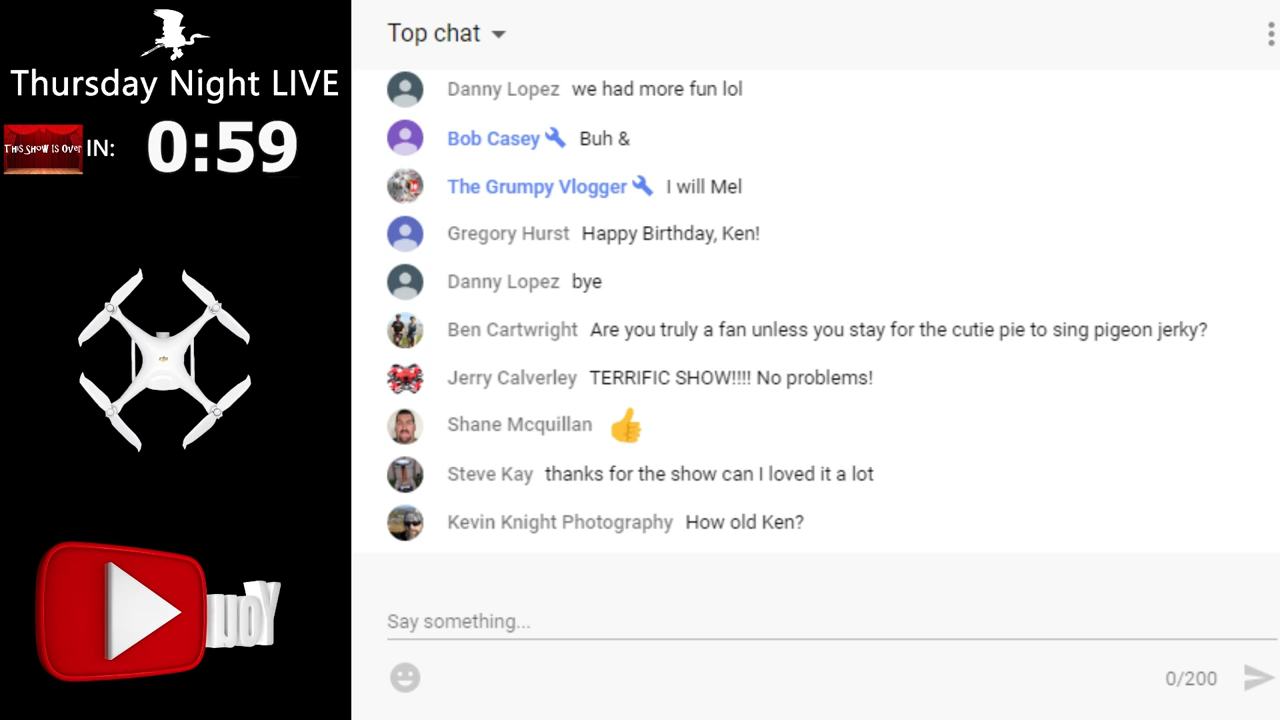 Thursday Night LIVE
THIS SHOW IS OVER IN: 0:59
YOU
Top chat
Danny Lopez we had more fun lol
Bob Casey Buh &
The Grumpy Vlogger I will Mel
Gregory Hurst Happy Birthday, Ken!
Danny Lopez bye
Ben Cartwright Are you truly a fan unless you stay for the cutie pie to sing pigeon jerky?
Jerry Calverley TERRIFIC SHOW!!!! No problems!
Shane Mcquillan 👍
Steve Kay thanks for the show can I loved it a lot
Kevin Knight Photography How old Ken?
Say something...
0/200